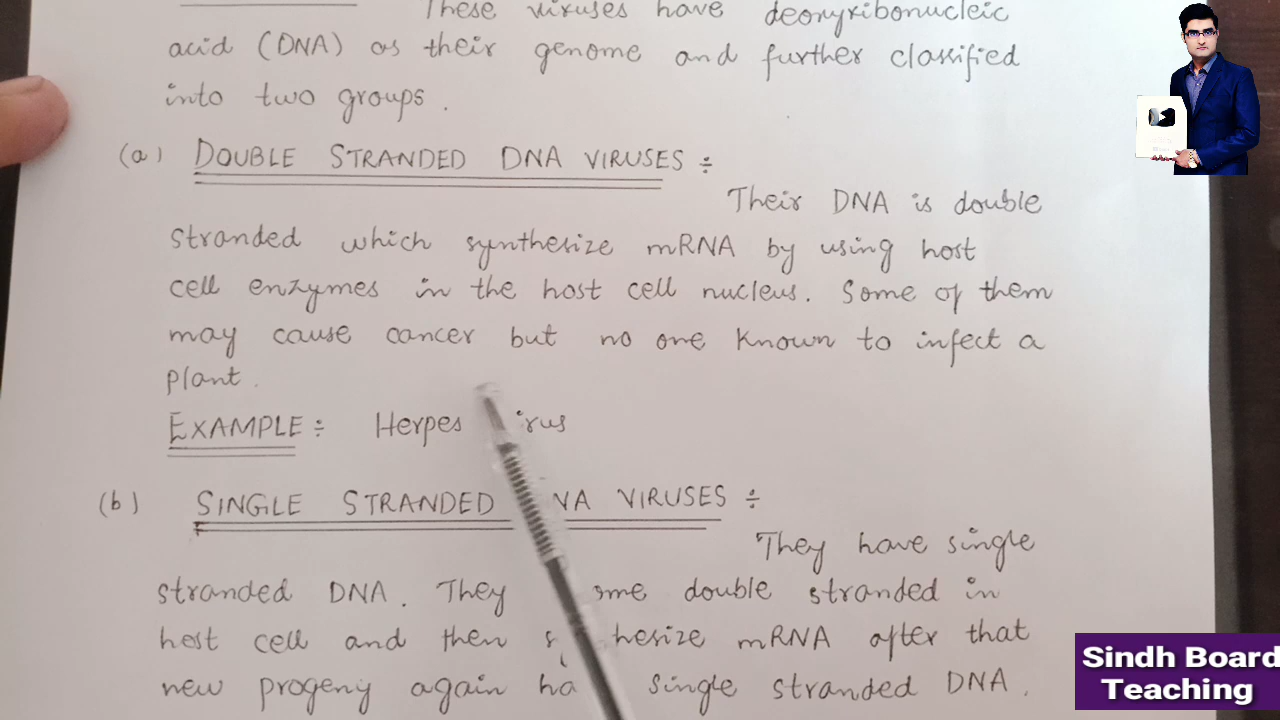 These viruses have deoxyribonucleic
acid (DNA) as their genome and further classified
into two groups.
(a) DOUBLE STRANDED DNA VIRUSES ÷
Their DNA is double
stranded which synthesize mRNA by using host
cell enzymes in the host cell nucleus. Some of them
may cause cancer but no one known to infect a
plant.
EXAMPLE ÷ Herpes
(b) SINGLE STRANDED VIRUSES ÷
They have single
stranded DNA. They double stranded in
host cell and then mRNA after that
new progeny again single stranded DNA.
Sindh Board
Teaching